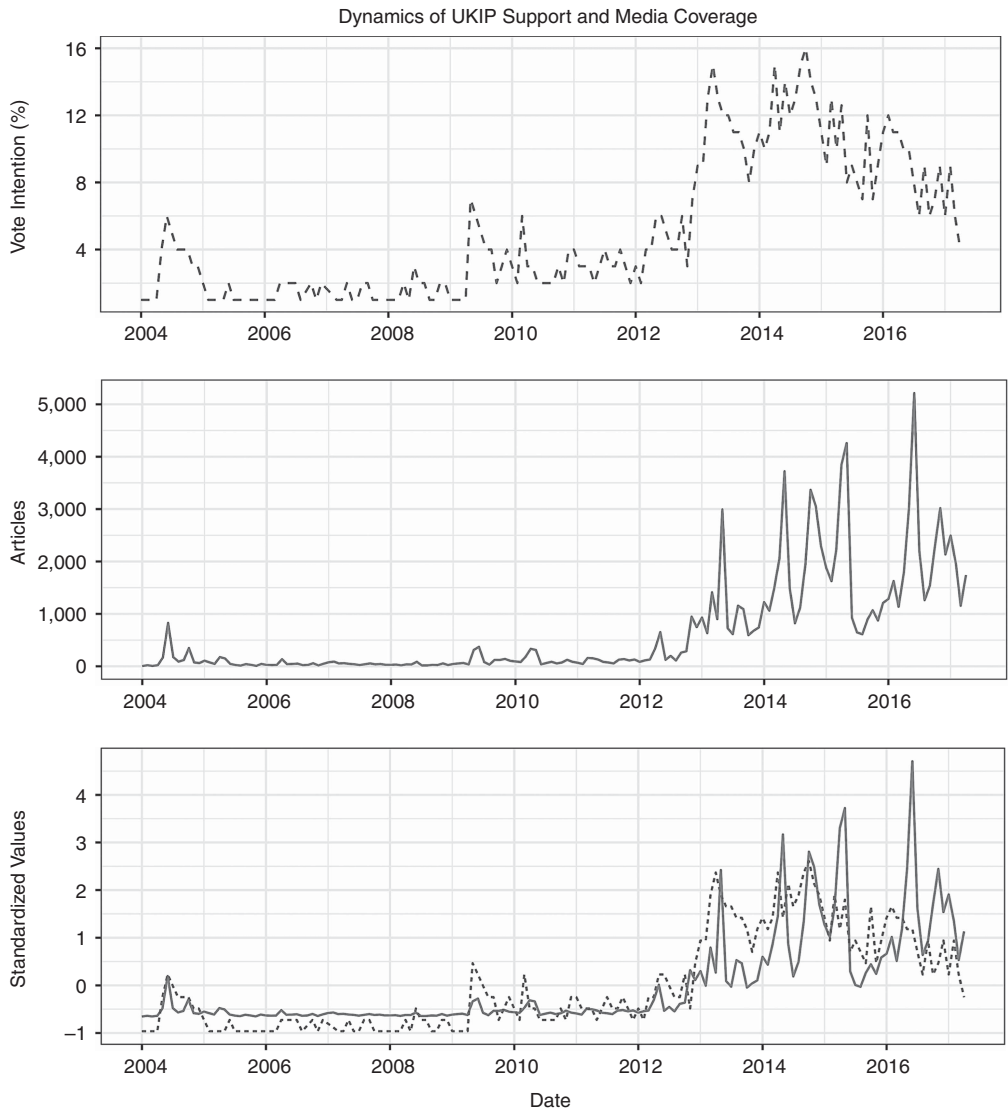 Dynamics of UKIP Support and Media Coverage
Vote Intention (%)
16
12
8
4
2004 2006 2008 2010 2012 2014 2016
Articles
5,000
4,000
3,000
2,000
1,000
0
2004 2006 2008 2010 2012 2014 2016
Standardized Values
4
3
2
1
0
−1
2004 2006 2008 2010 2012 2014 2016
Date